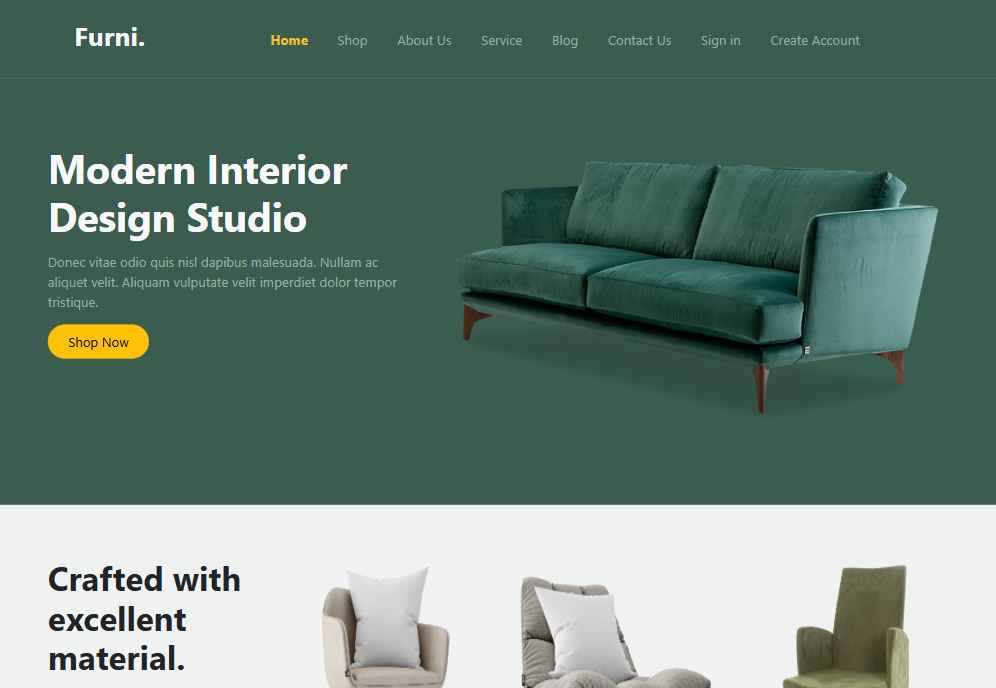 Furni.
Home Shop About Us Service Blog Contact Us Sign in Create Account
Modern Interior
Design Studio
Donec vitae odio quis nisl dapibus malesuada. Nullam ac
aliquet velit. Aliquam vulputate velit imperdiet dolor tempor
tristique.
Shop Now
Crafted with
excellent
material.